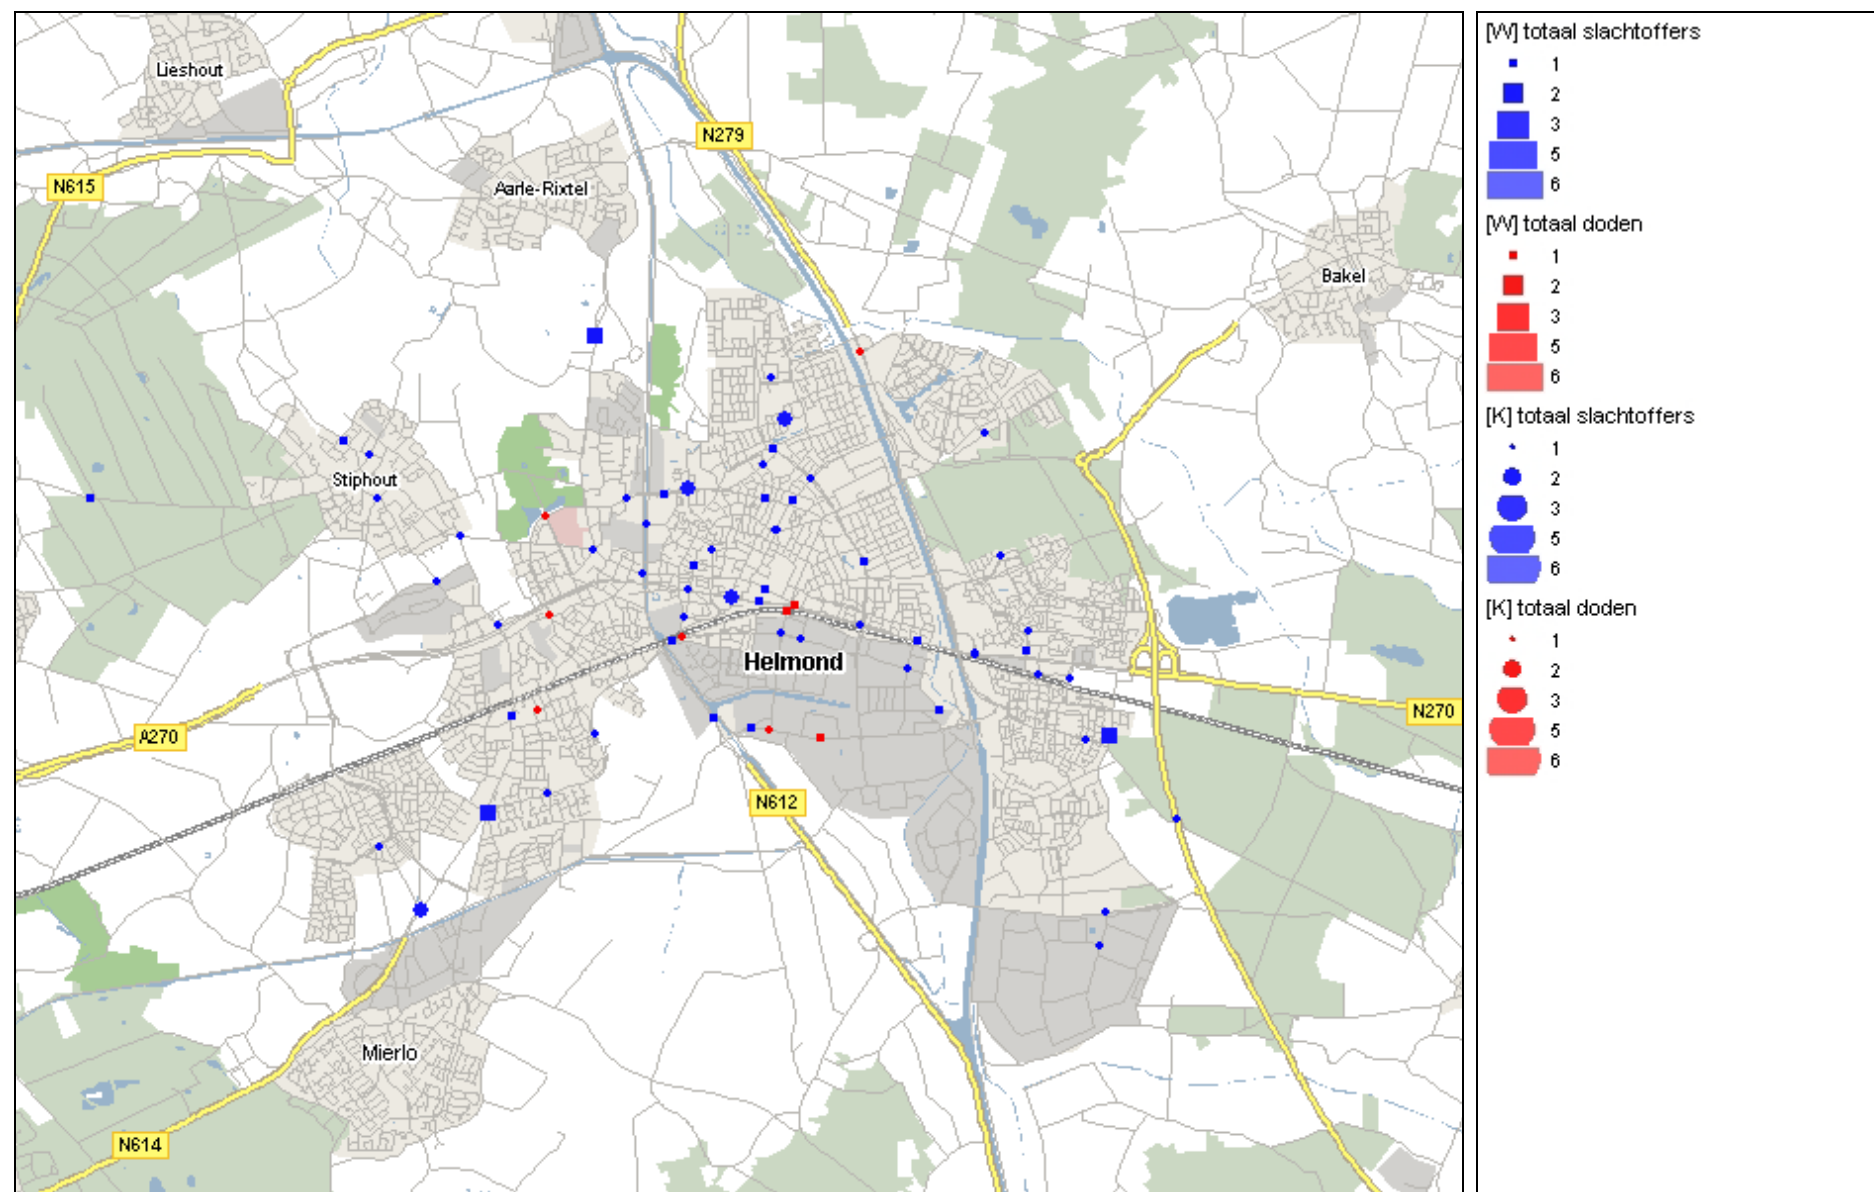 Lieshout
N279
N615
Aarle-Rixtel
Bakel
Stiphout
Helmond
N270
A270
N612
Mierlo
N614
[W] totaal slachtoffers
1
2
3
5
6
[W] totaal doden
1
2
3
5
6
[K] totaal slachtoffers
1
2
3
5
6
[K] totaal doden
1
2
3
5
6